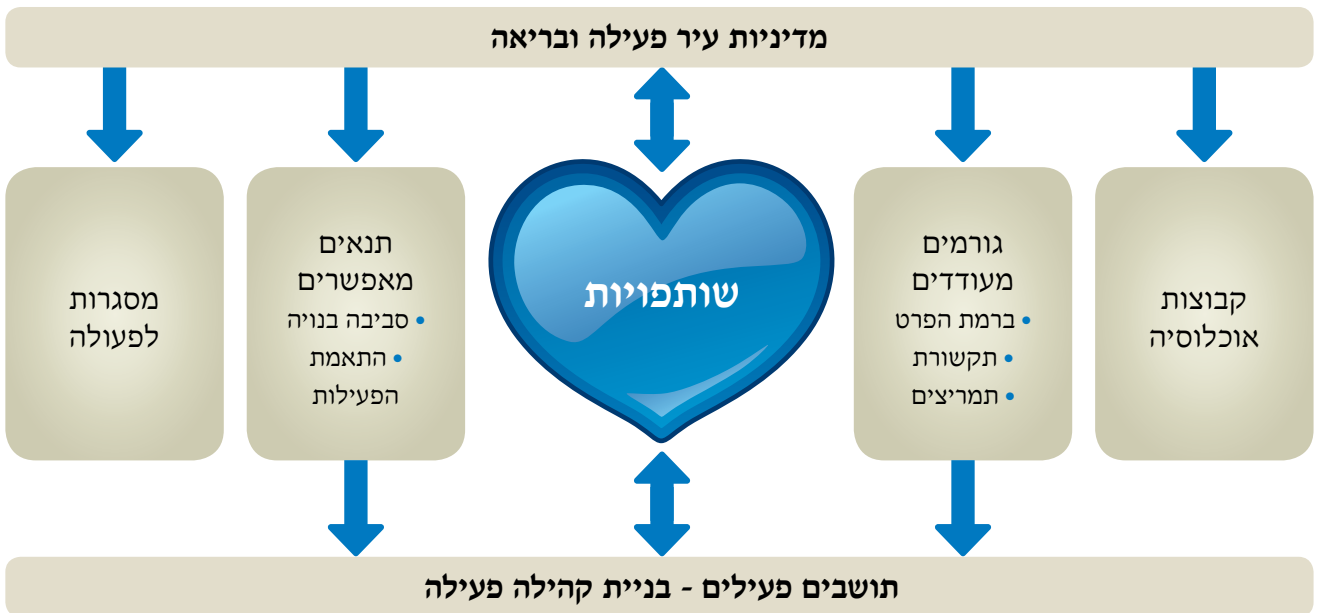 מדיניות עיר פעילה ובריאה
קבוצות
אוכלוסיה
גורמים
מעודדים
• ברמת הפרט
• תקשורת
• תמריצים
שותפויות
תנאים
מאפשרים
• סביבה בנויה
• התאמת
הפעילות
מסגרות
לפעולה
תושבים פעילים - בניית קהילה פעילה